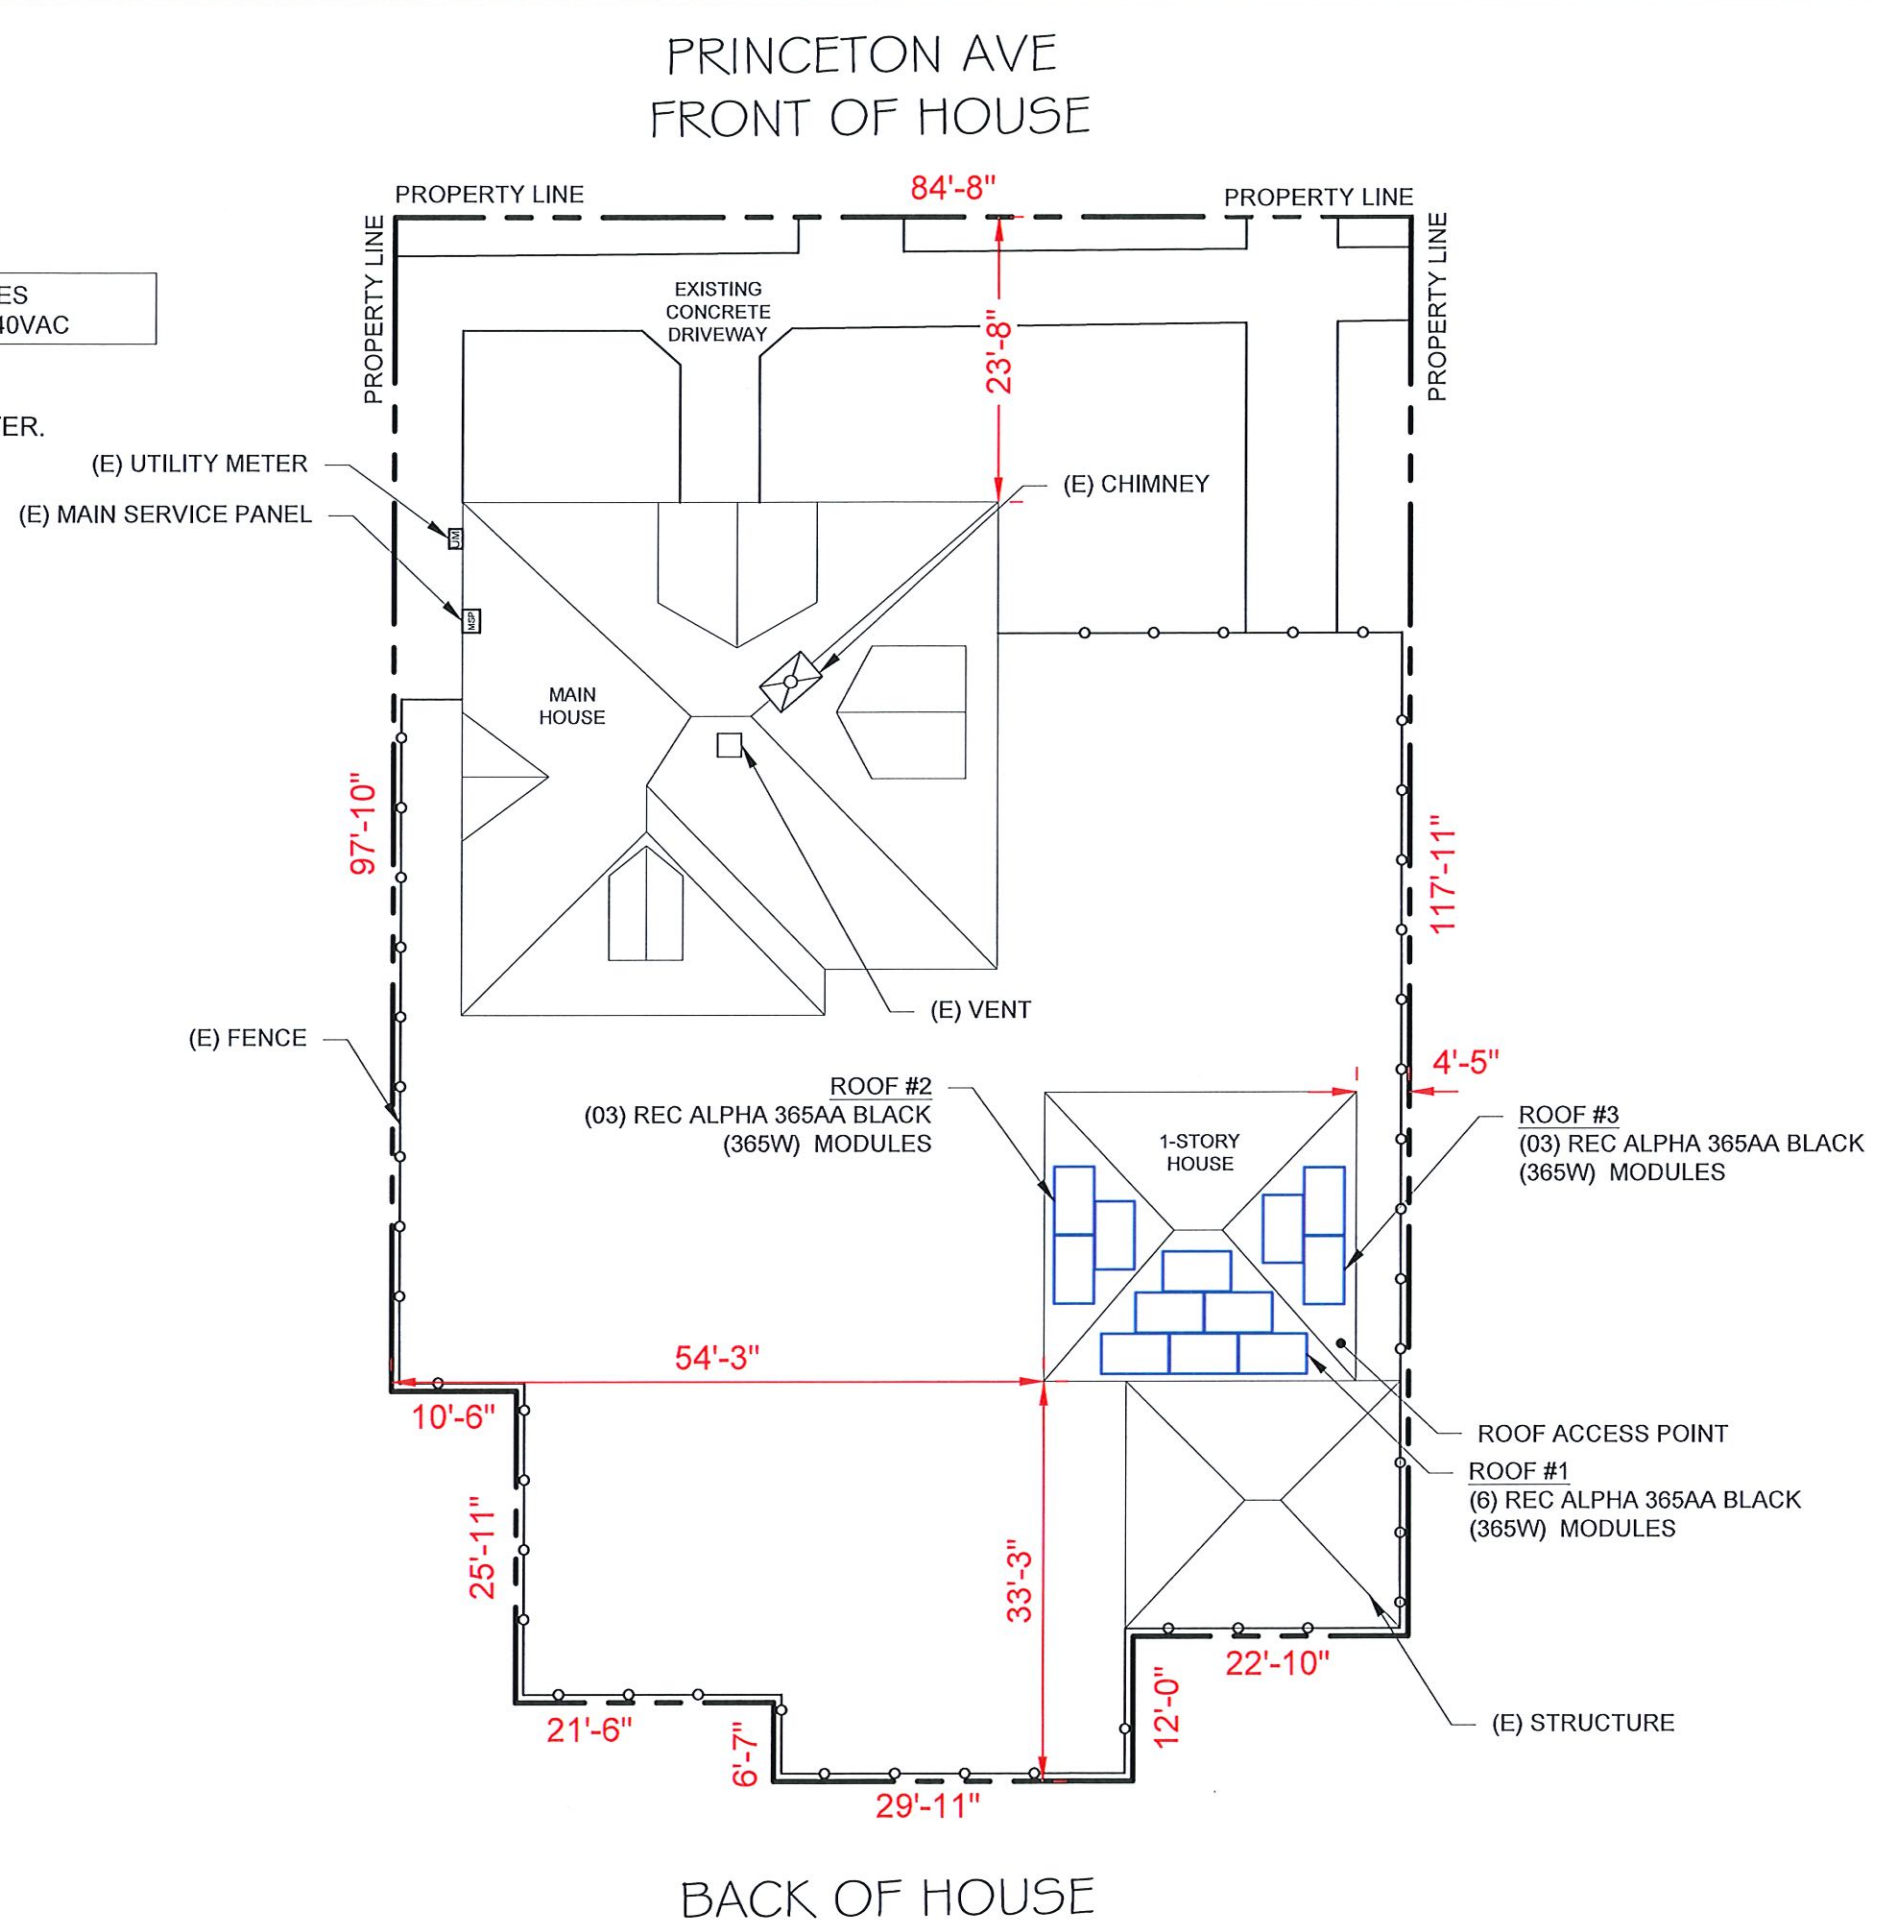 PRINCETON AVE
FRONT OF HOUSE
84'-8"
PROPERTY LINE
PROPERTY LINE
PROPERTY LINE
PROPERTY LINE
ES
40VAC
EXISTING
CONCRETE
DRIVEWAY
23'-8"
TER.
(E) UTILITY METER
(E) CHIMNEY
(E) MAIN SERVICE PANEL
UM
MSP
MAIN
HOUSE
97'-10"
117'-11"
(E) VENT
(E) FENCE
4'-5"
ROOF #2
(03) REC ALPHA 365AA BLACK
(365W) MODULES
1-STORY
HOUSE
ROOF #3
(03) REC ALPHA 365AA BLACK
(365W) MODULES
54'-3"
10'-6"
ROOF ACCESS POINT
ROOF #1
(6) REC ALPHA 365AA BLACK
(365W) MODULES
25'-11"
33'-3"
22'-10"
12'-0"
21'-6"
6'-7"
(E) STRUCTURE
29'-11"
BACK OF HOUSE